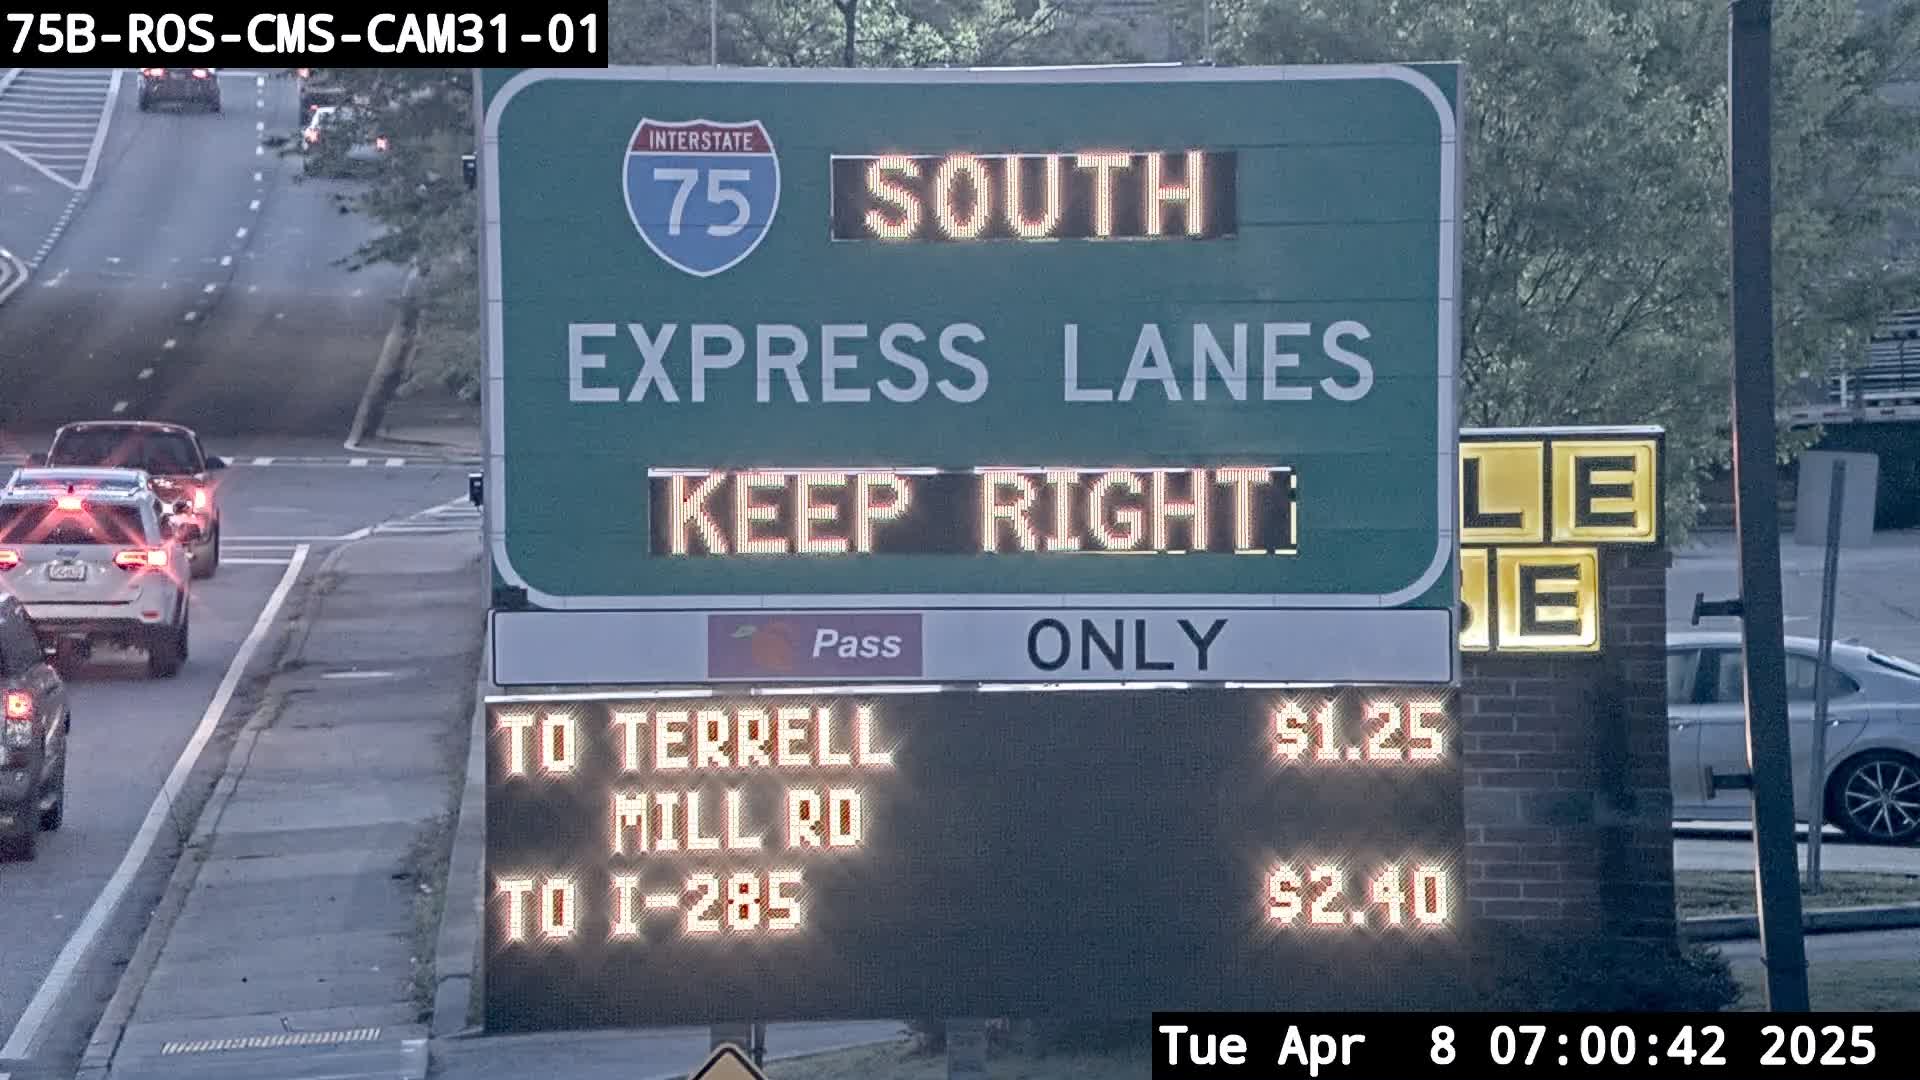 75B-ROS-CMS-CAM31-01
INTERSTATE
75
SOUTH
EXPRESS LANES
KEEP RIGHT
Pass ONLY
TO TERRELL $1.25
MILL RD
TO I-285 $2.40
LE
E
Tue Apr 8 07:00:42 2025